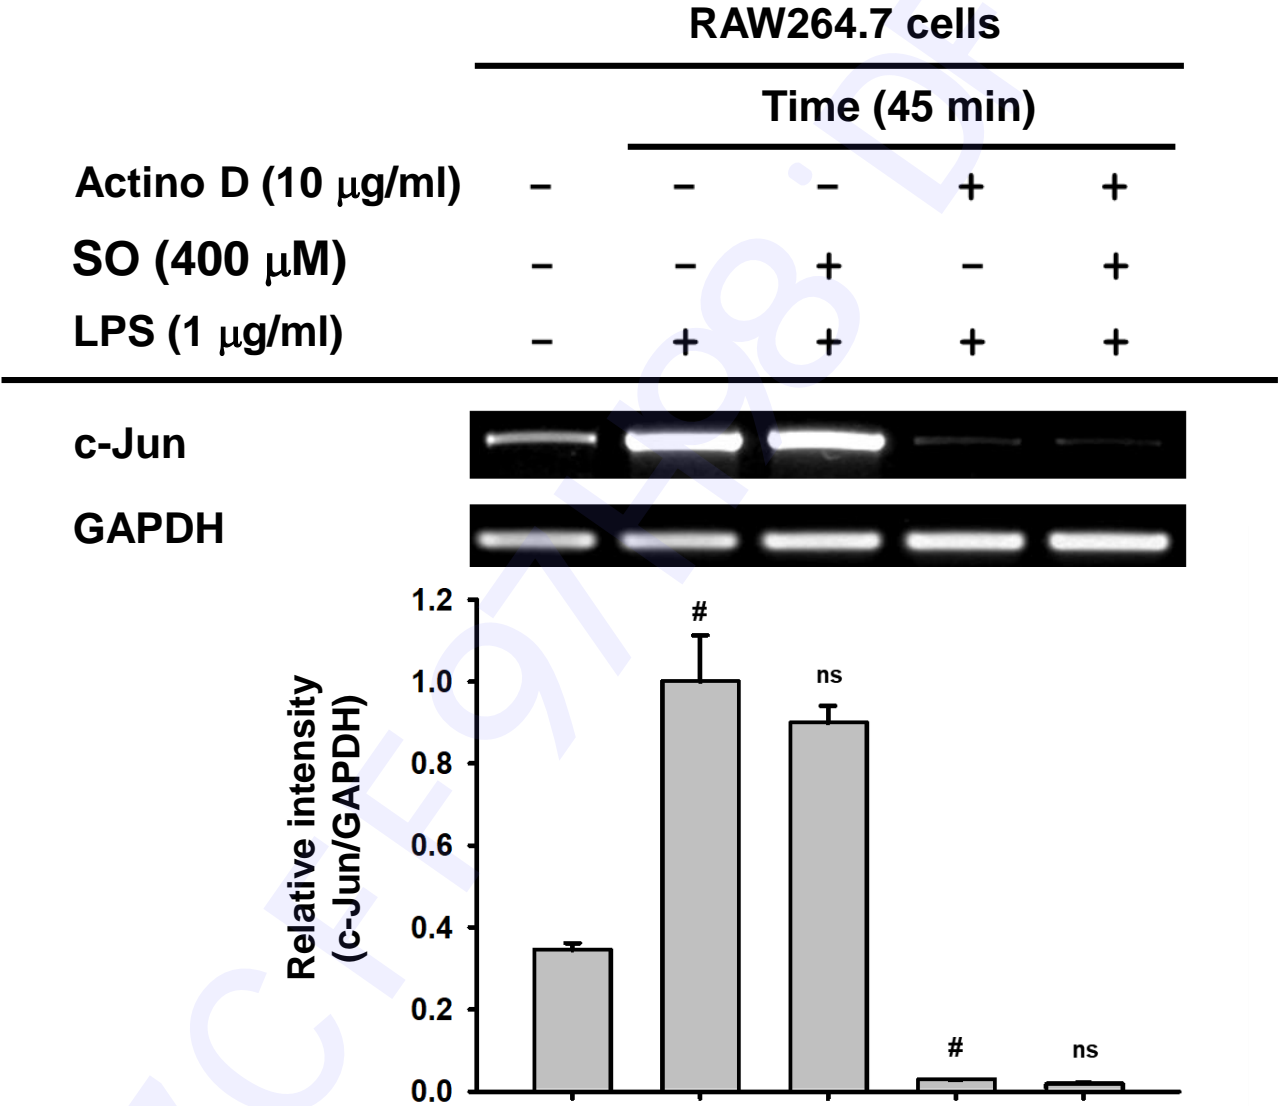 RAW264.7 cells
Time (45 min)
Actino D (10 μg/ml) – – – + +
SO (400 μM) – – + – +
LPS (1 μg/ml) – + + + +
c-Jun
GAPDH
1.2
1.0
0.8
0.6
0.4
0.2
0.0
Relative intensity
(c-Jun/GAPDH)
#
ns
#
ns